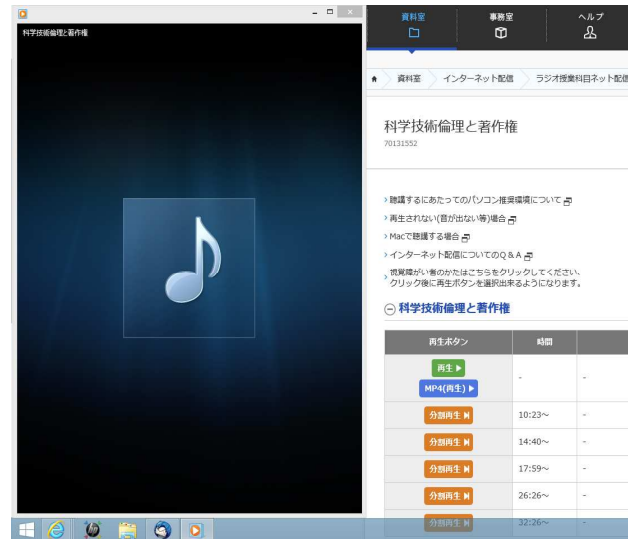 科学技術倫理と著作権
資料室
事務室
ヘルプ
資料室
インターネット配信
ラジオ授業科目ネット配信
科学技術倫理と著作権
70131552
聴講するにあたってのパソコン推奨環境について
再生されない(音が出ない等)場合
Macで聴講する場合
インターネット配信についてのQ & A
視覚障がい者のかたはこちらをクリックしてください。
クリック後に再生ボタンを選択出来るようになります。
科学技術倫理と著作権
再生ボタン 時間
再生 - -
MP4(再生)
分割再生 10:23～ -
分割再生 14:40～ -
分割再生 17:59～ -
分割再生 26:26～ -
分割再生 32:26～ -